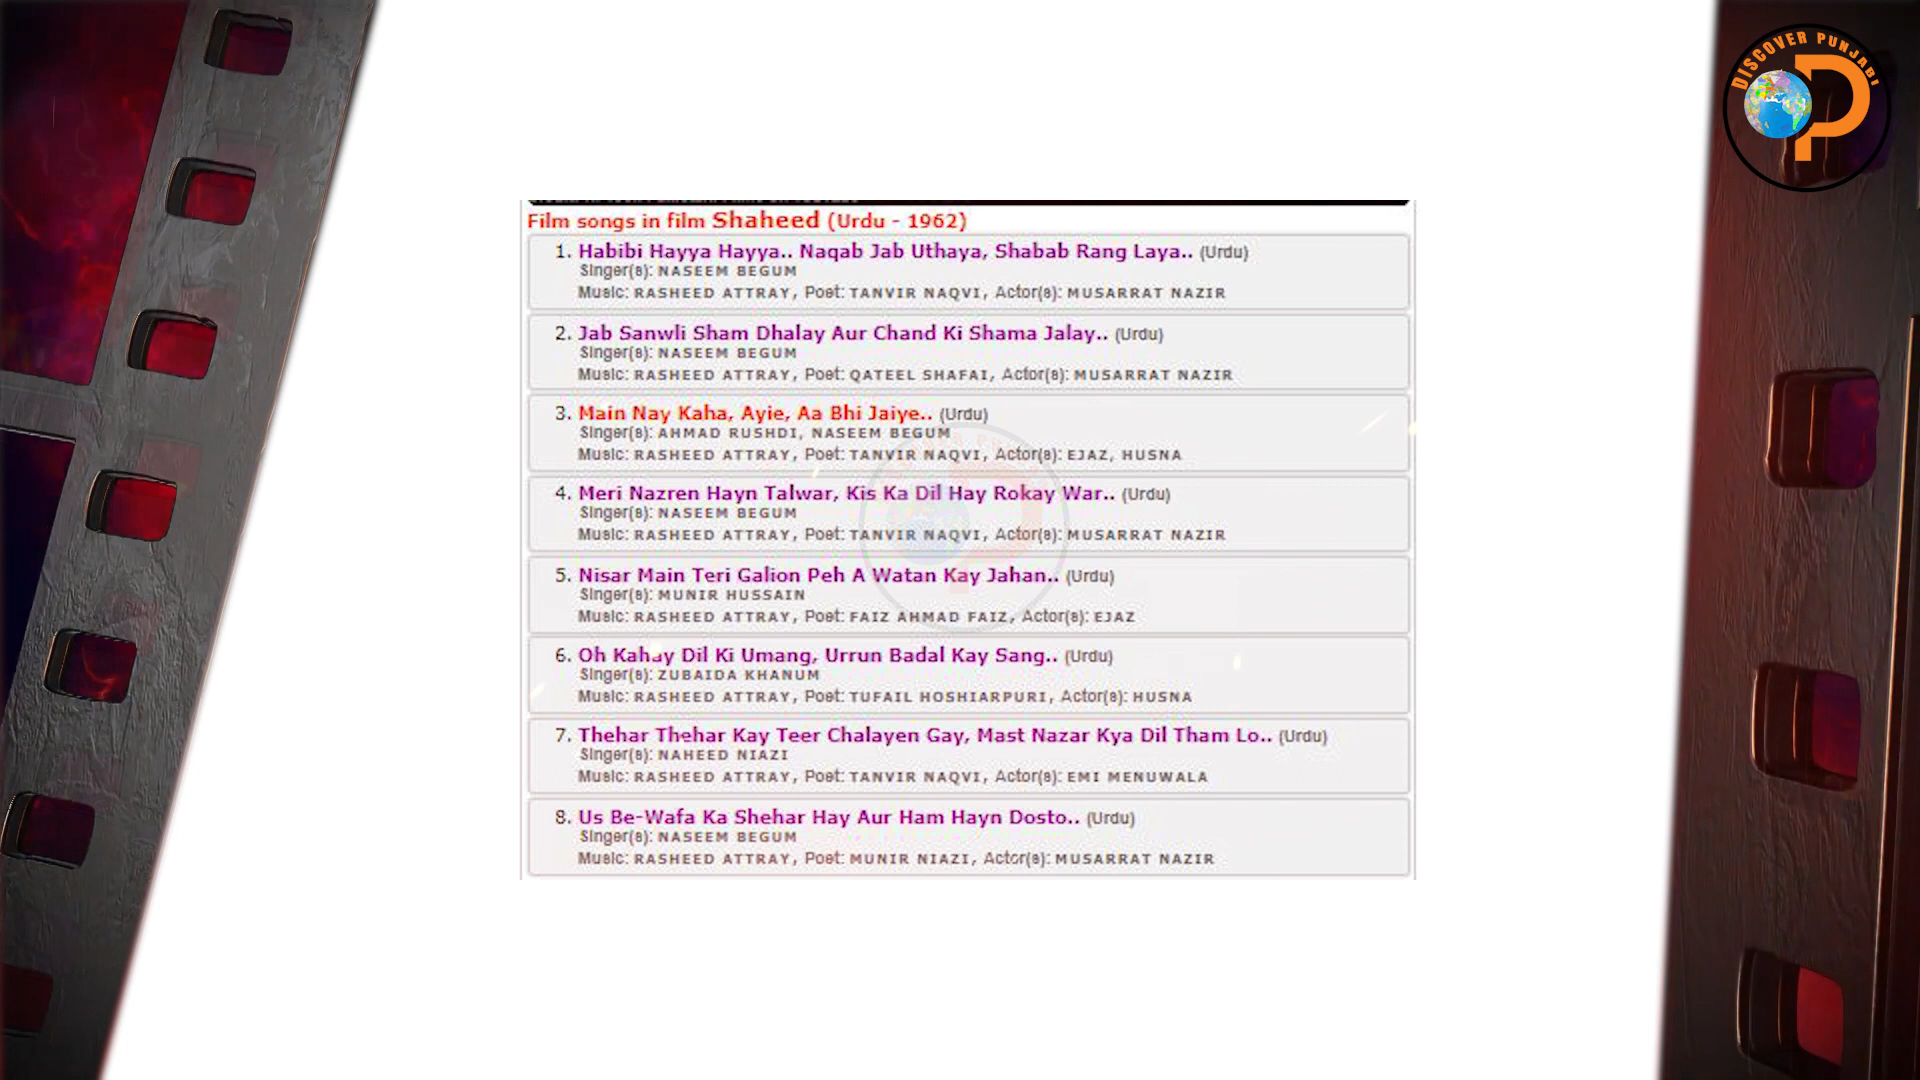 DISCOVER PUNJABI
Film songs in film Shaheed (Urdu - 1962)
1. Habibi Hayya Hayya.. Naqab Jab Uthaya, Shabab Rang Laya.. (Urdu)
Singer(s): NASEEM BEGUM
Music: RASHEED ATTRAY, Poet: TANVIR NAQVI, Actor(s): MUSARRAT NAZIR
2. Jab Sanwli Sham Dhalay Aur Chand Ki Shama Jalay.. (Urdu)
Singer(s): NASEEM BEGUM
Music: RASHEED ATTRAY, Poet: QATEEL SHAFAI, Actor(s): MUSARRAT NAZIR
3. Main Nay Kaha, Ayie, Aa Bhi Jaiye.. (Urdu)
Singer(s): AHMAD RUSHDI, NASEEM BEGUM
Music: RASHEED ATTRAY, Poet: TANVIR NAQVI, Actor(s): EJAZ, HUSNA
4. Meri Nazren Hayn Talwar, Kis Ka Dil Hay Rokay War.. (Urdu)
Singer(s): NASEEM BEGUM
Music: RASHEED ATTRAY, Poet: TANVIR NAQVI, Actor(s): MUSARRAT NAZIR
5. Nisar Main Teri Galion Peh A Watan Kay Jahan.. (Urdu)
Singer(s): MUNIR HUSSAIN
Music: RASHEED ATTRAY, Poet: FAIZ AHMAD FAIZ, Actor(s): EJAZ
6. Oh Kahay Dil Ki Umang, Urrun Badal Kay Sang.. (Urdu)
Singer(s): ZUBAIDA KHANUM
Music: RASHEED ATTRAY, Poet: TUFAIL HOSHIARPURI, Actor(s): HUSNA
7. Thehar Thehar Kay Teer Chalayen Gay, Mast Nazar Kya Dil Tham Lo.. (Urdu)
Singer(s): NAHEED NIAZI
Music: RASHEED ATTRAY, Poet: TANVIR NAQVI, Actor(s): EMI MENUWALA
8. Us Be-Wafa Ka Shehar Hay Aur Ham Hayn Dosto.. (Urdu)
Singer(s): NASEEM BEGUM
Music: RASHEED ATTRAY, Poet: MUNIR NIAZI, Actor(s): MUSARRAT NAZIR